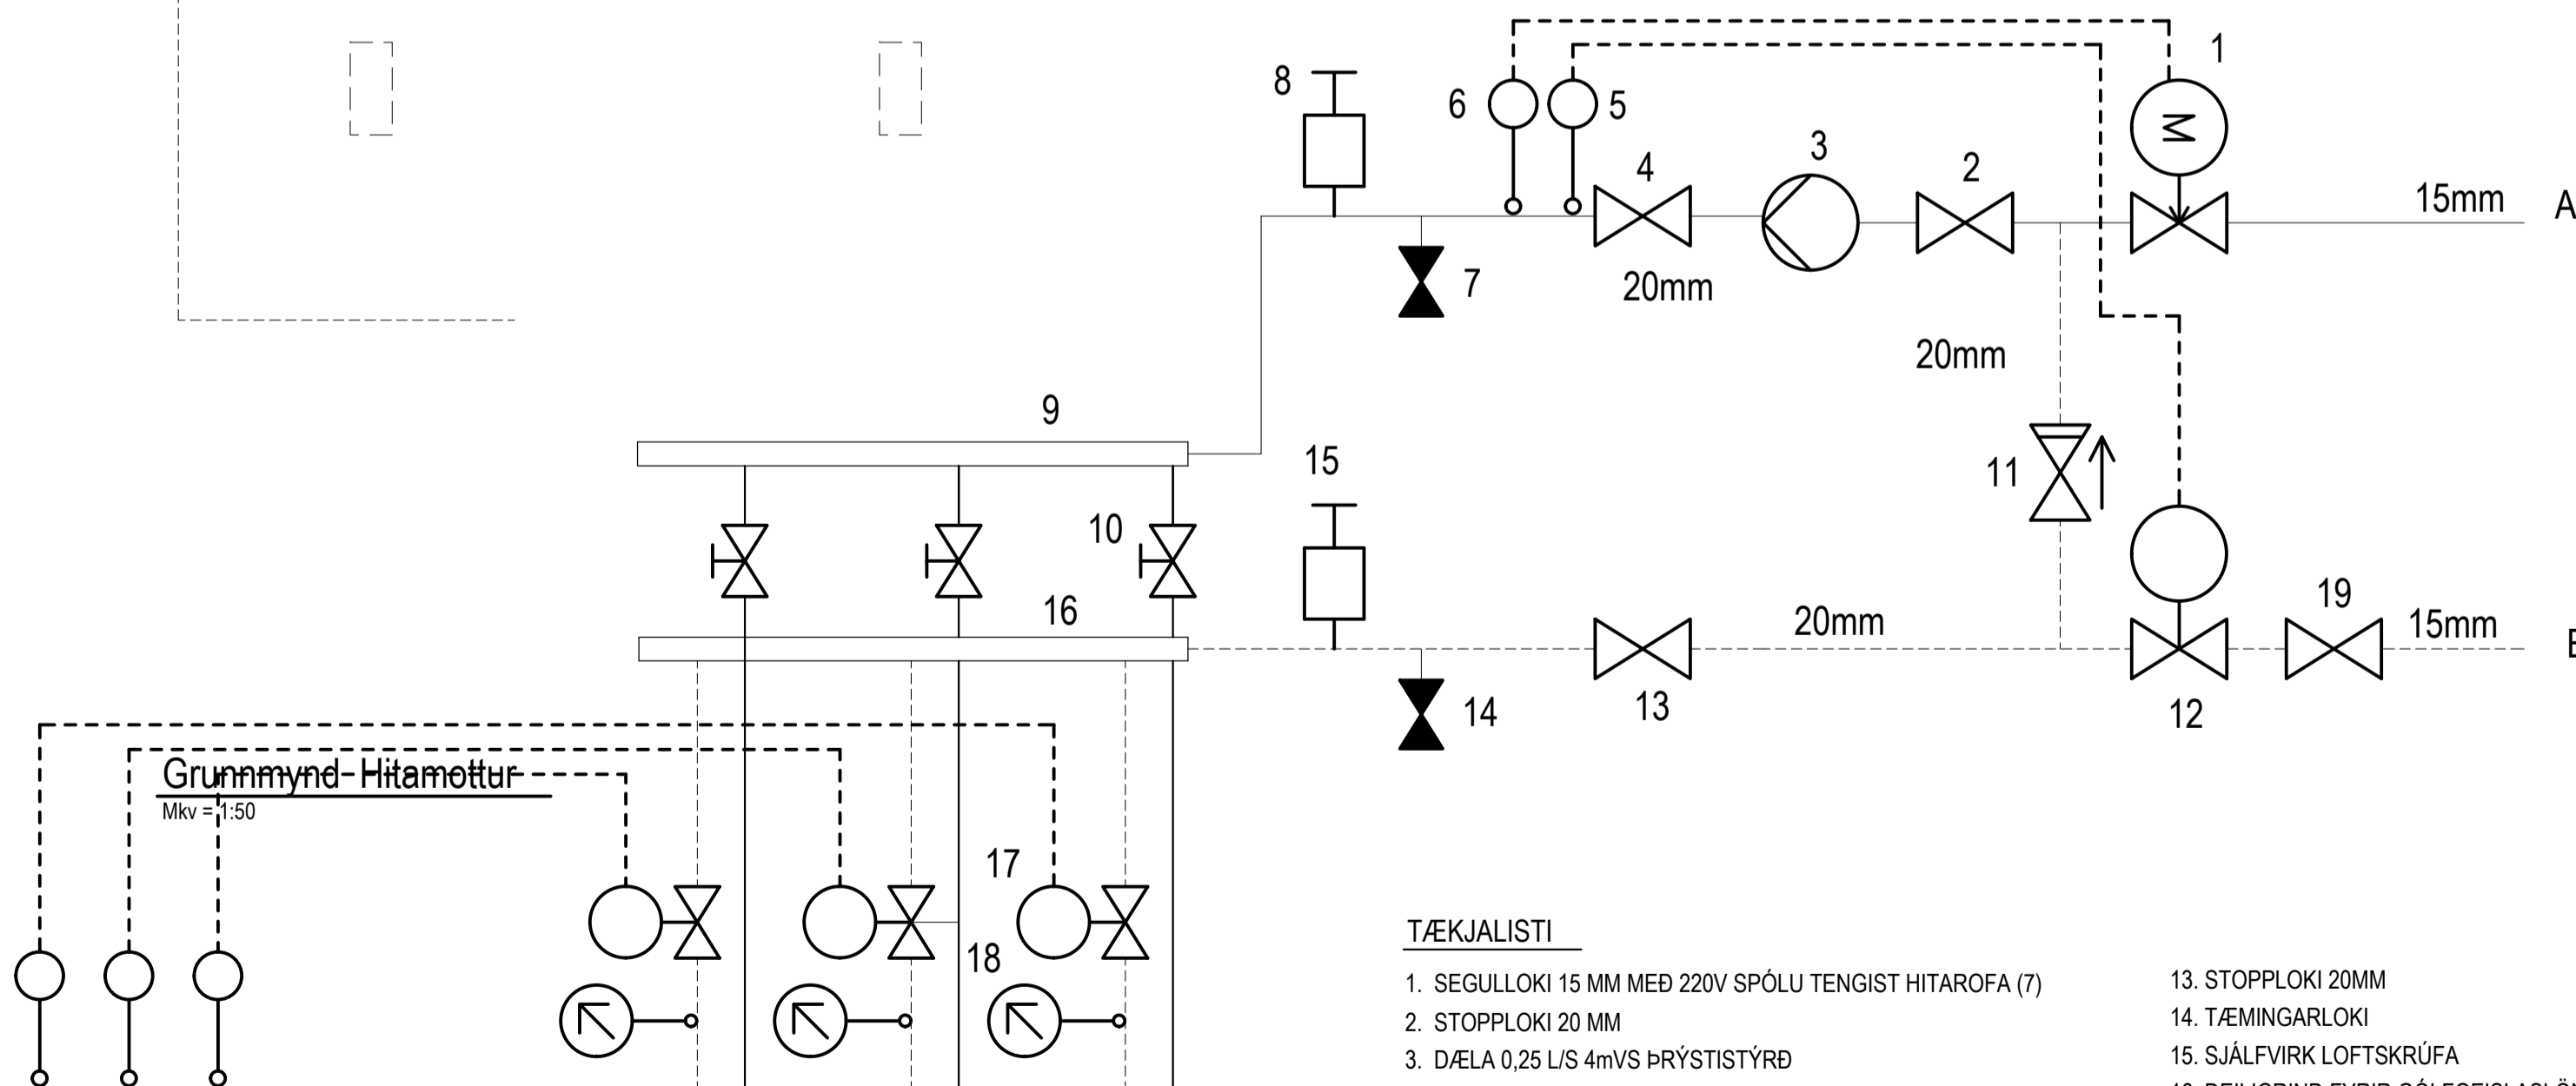 1
8
6
5
3
4
2
15mm
A
7
20mm
20mm
9
15
11
10
16
19
20mm
15mm
14
13
12
Grunnmynd Hitamottur
Mkv = 1:50
17
18
TÆKJALISTI
1. SEGULLOKI 15 MM MEÐ 220V SPÓLU TENGIST HITAROFA (7)
2. STOPPLOKI 20 MM
3. DÆLA 0,25 L/S 4mVS ÞRÝSTISTÝRÐ
13. STOPPLOKI 20MM
14. TÆMINGARLOKI
15. SJÁLFVIRK LOFTSKRÚFA
M